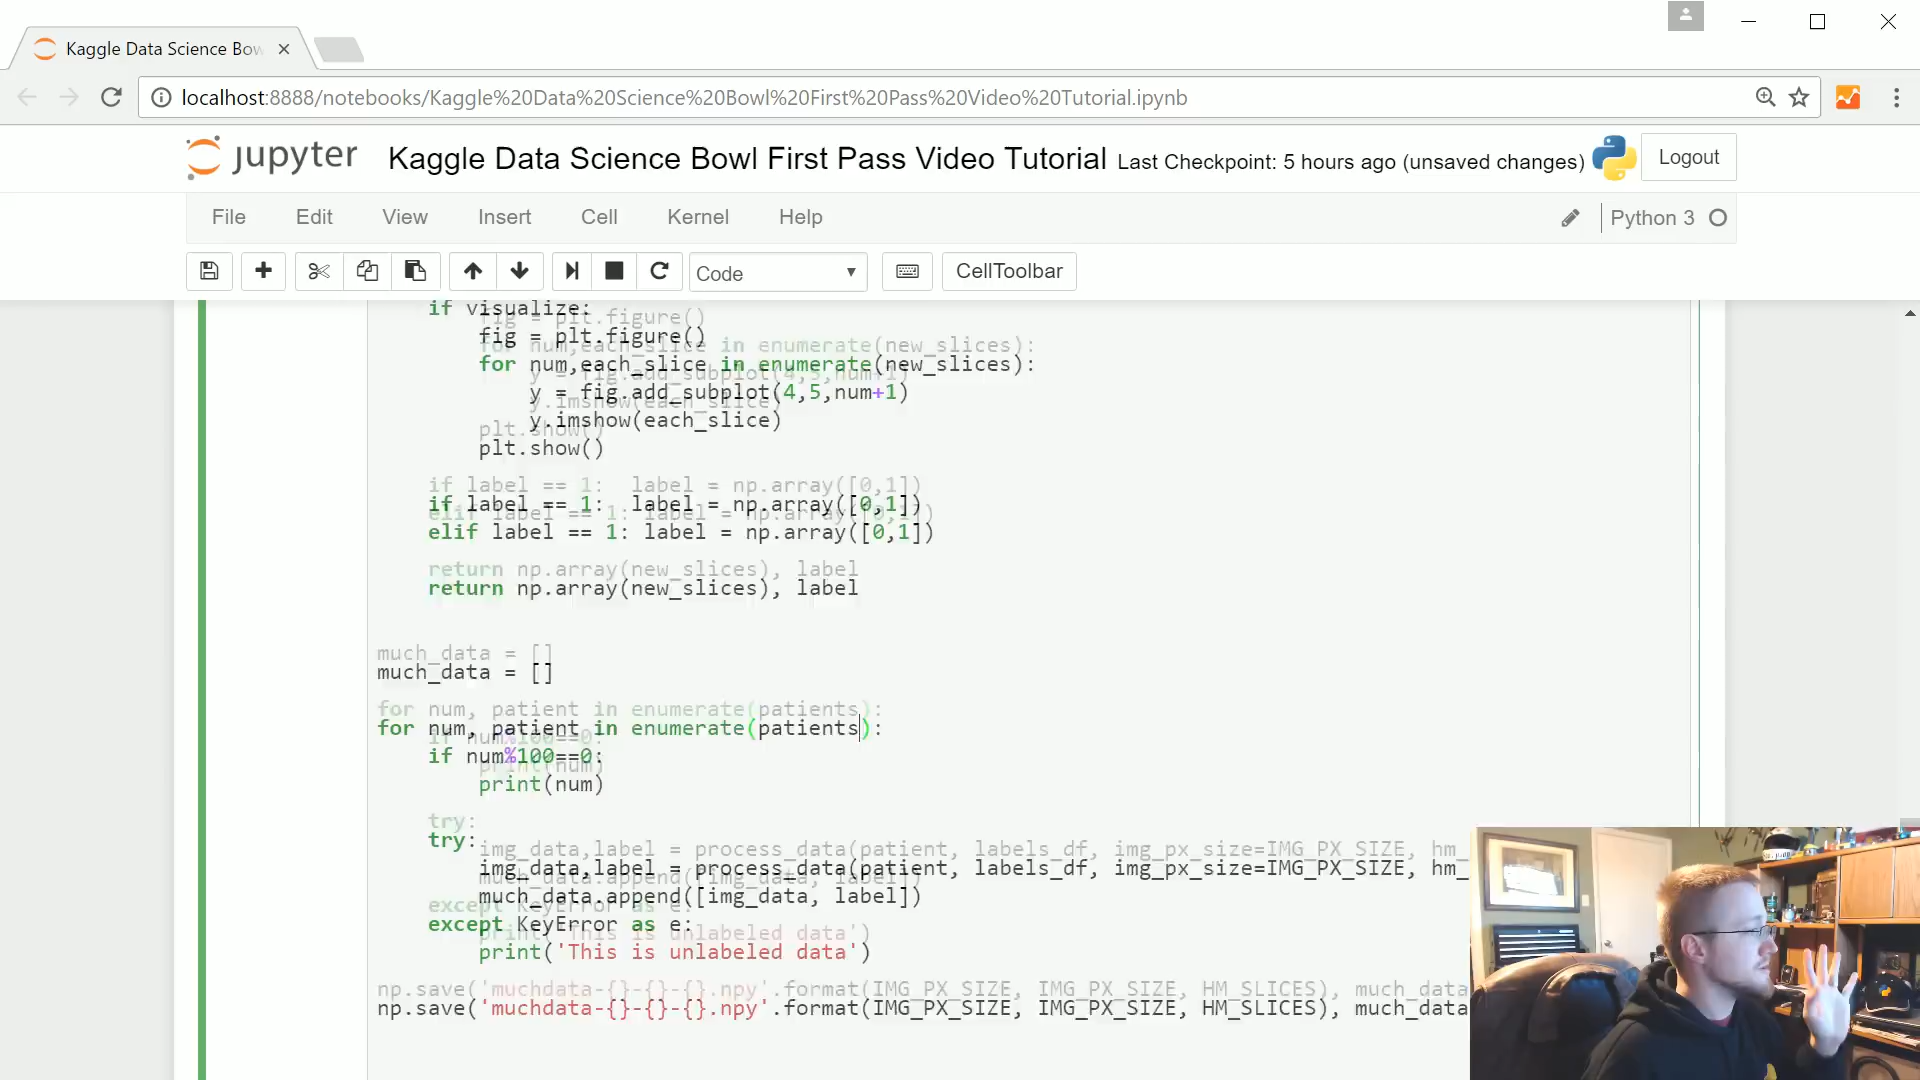 Kaggle Data Science Bow
localhost:8888/notebooks/Kaggle%20Data%20Science%20Bowl%20First%20Pass%20Video%20Tutorial.ipynb
jupyter Kaggle Data Science Bowl First Pass Video Tutorial Last Checkpoint: 5 hours ago (unsaved changes) Logout
File Edit View Insert Cell Kernel Help Python 3
Code CellToolbar
if visualize:
fig = plt.figure()
for num,each_slice in enumerate(new_slices):
y = fig.add_subplot(4,5,num+1)
y.imshow(each_slice)
plt.show()
if label == 1: label = np.array([0,1])
elif label == 1: label = np.array([0,1])
return np.array(new_slices), label
much_data = []
for num, patient in enumerate(patients):
if num%100==0:
print(num)
try:
img_data,label = process_data(patient, labels_df, img_px_size=IMG_PX_SIZE, hm_
much_data.append([img_data, label])
except KeyError as e:
print('This is unlabeled data')
np.save('muchdata-{}-{}-{}.npy'.format(IMG_PX_SIZE, IMG_PX_SIZE, HM_SLICES), much_data